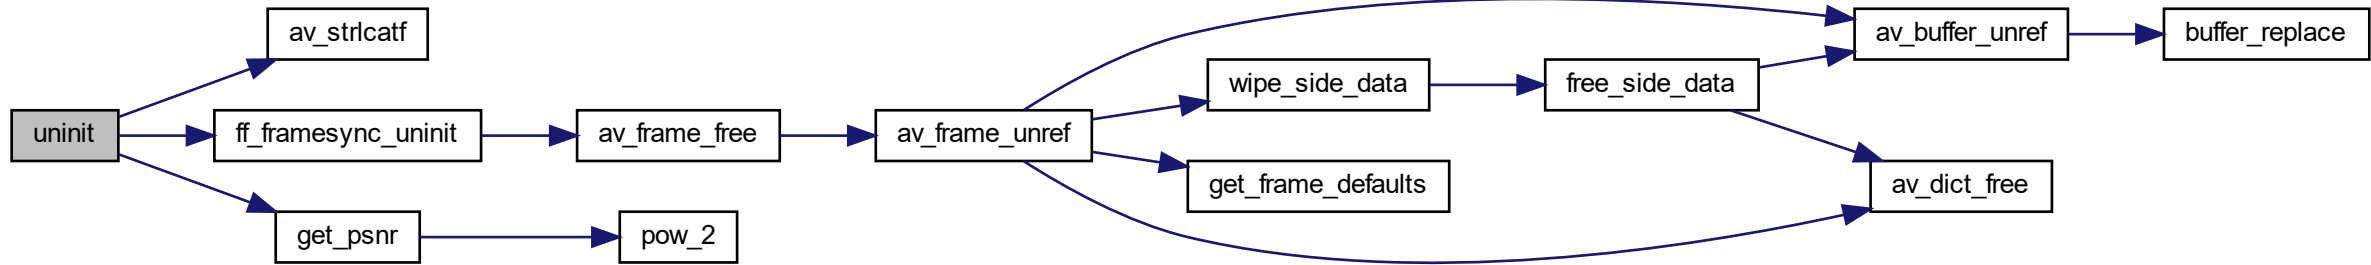 uninit
av_strlcatf
ff_framesync_uninit
get_psnr
av_frame_free
pow_2
av_frame_unref
wipe_side_data
get_frame_defaults
free_side_data
av_buffer_unref
av_dict_free
buffer_replace